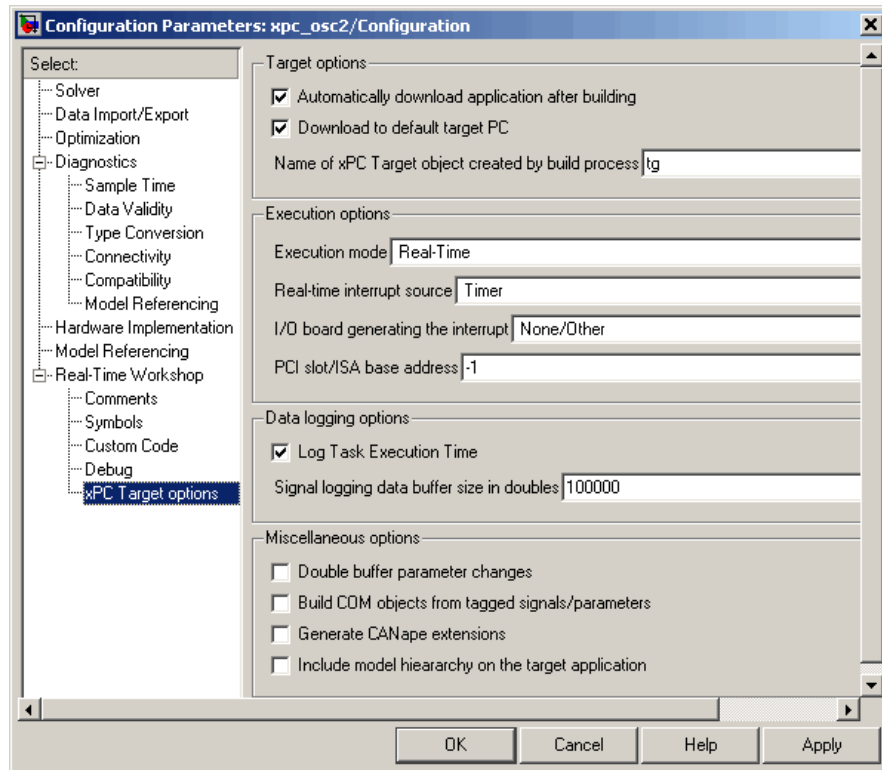 Configuration Parameters: xpc_osc2/Configuration
Select:
Solver
Data Import/Export
Optimization
Diagnostics
Sample Time
Data Validity
Type Conversion
Connectivity
Compatibility
Model Referencing
Hardware Implementation
Model Referencing
Real-Time Workshop
Comments
Symbols
Custom Code
Debug
xPC Target options
Target options
Automatically download application after building
Download to default target PC
Name of xPC Target object created by build process tg
Execution options
Execution mode Real-Time
Real-time interrupt source Timer
I/O board generating the interrupt None/Other
PCI slot/ISA base address -1
Data logging options
Log Task Execution Time
Signal logging data buffer size in doubles 100000
Miscellaneous options
Double buffer parameter changes
Build COM objects from tagged signals/parameters
Generate CANape extensions
Include model hieararchy on the target application
OK Cancel Help Apply